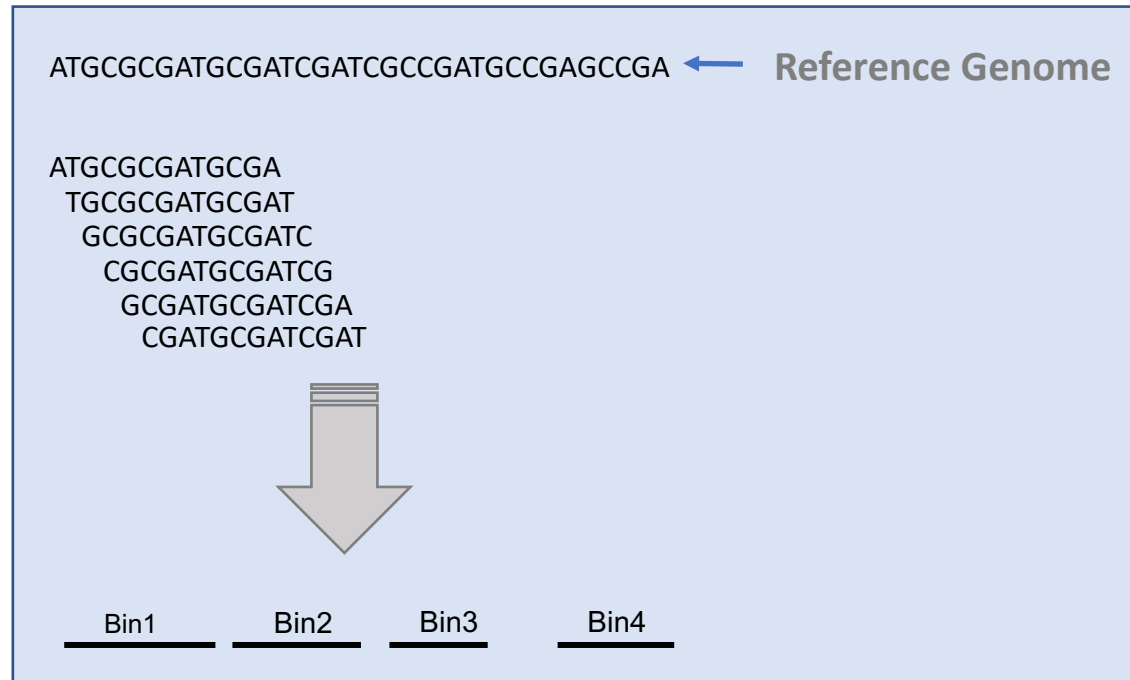 ATGCGCGATGCGATCGATCGCCGATGCCGAGCCGA Reference Genome
ATGCGCGATGCGA
TGCGCGATGCGAT
GCGCGATGCGATC
CGCGATGCGATCG
GCGATGCGATCGA
CGATGCGATCGAT
Bin1 Bin2 Bin3 Bin4